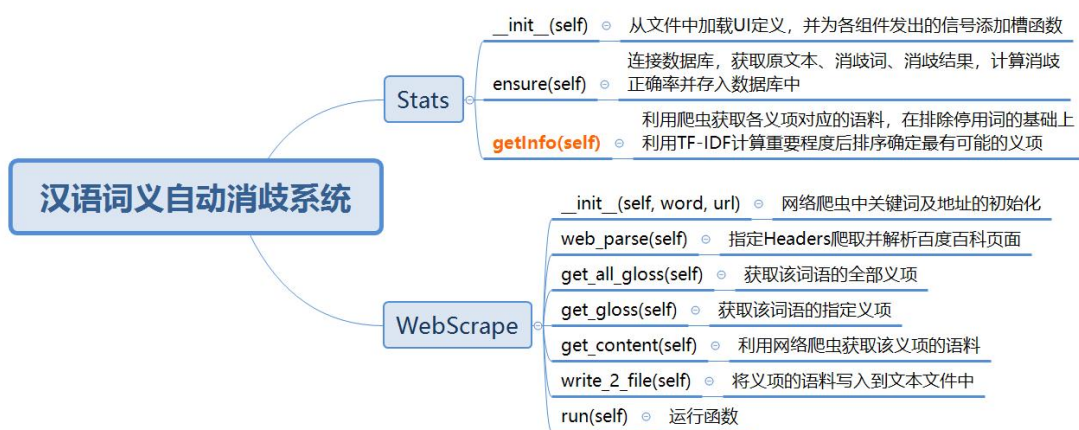 汉语词义自动消歧系统
Stats
__init__(self)
从文件中加载UI定义，并为各组件发出的信号添加槽函数
ensure(self)
连接数据库，获取原文本、消歧词、消歧结果，计算消歧
正确率并存入数据库中
getInfo(self)
利用爬虫获取各义项对应的语料，在排除停用词的基础上
利用TF-IDF计算重要程度后排序确定最有可能的义项
WebScrape
__init__(self, word, url)
网络爬虫中关键词及地址的初始化
web_parse(self)
指定Headers爬取并解析百度百科页面
get_all_gloss(self)
获取该词语的全部义项
get_gloss(self)
获取该词语的指定义项
get_content(self)
利用网络爬虫获取该义项的语料
write_2_file(self)
将义项的语料写入到文本文件中
run(self)
运行函数